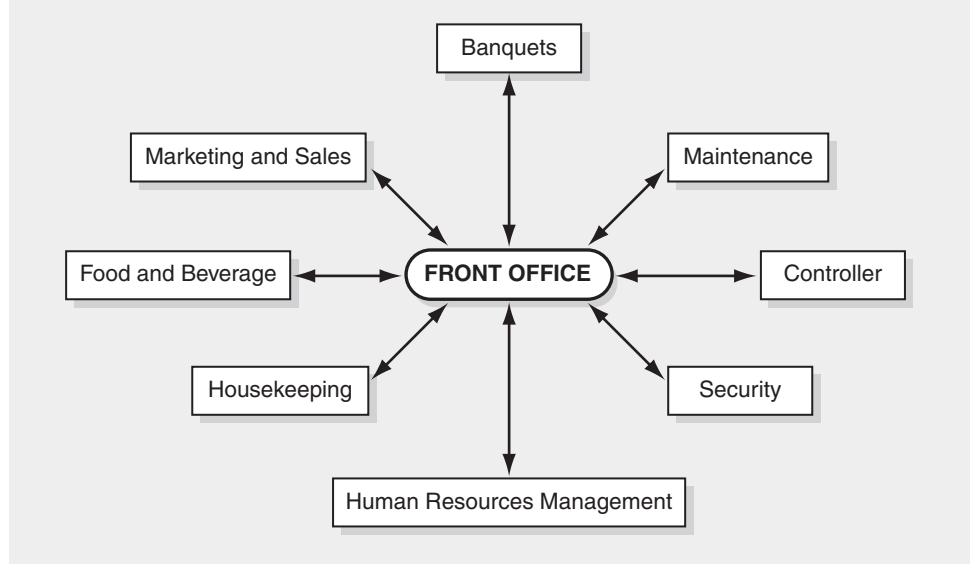 Banquets
Marketing and Sales
Maintenance
Food and Beverage
FRONT OFFICE
Controller
Housekeeping
Security
Human Resources Management